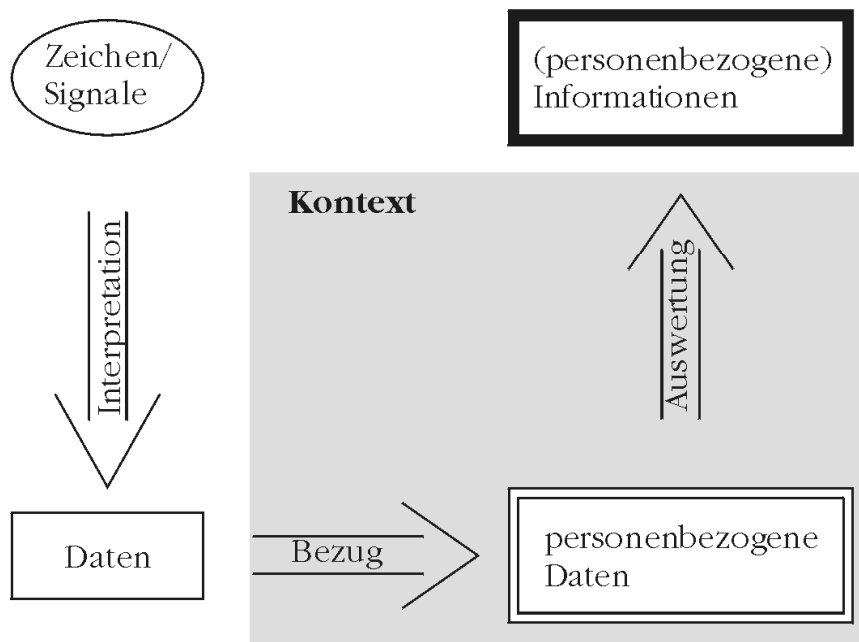 Zeichen/
Signale
(personenbezogene)
Informationen
Kontext
Interpretation
Auswertung
Daten
Bezug
personenbezogene
Daten